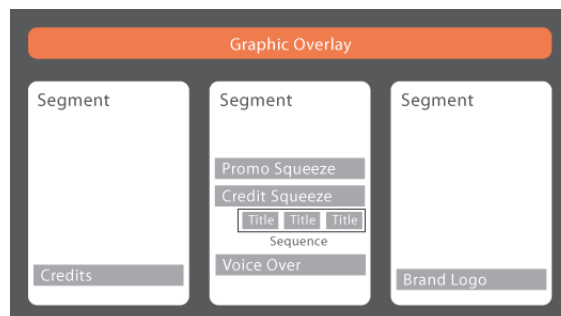 Graphic Overlay
Segment
Credits
Segment
Promo Squeeze
Credit Squeeze
Title Title Title
Sequence
Voice Over
Segment
Brand Logo